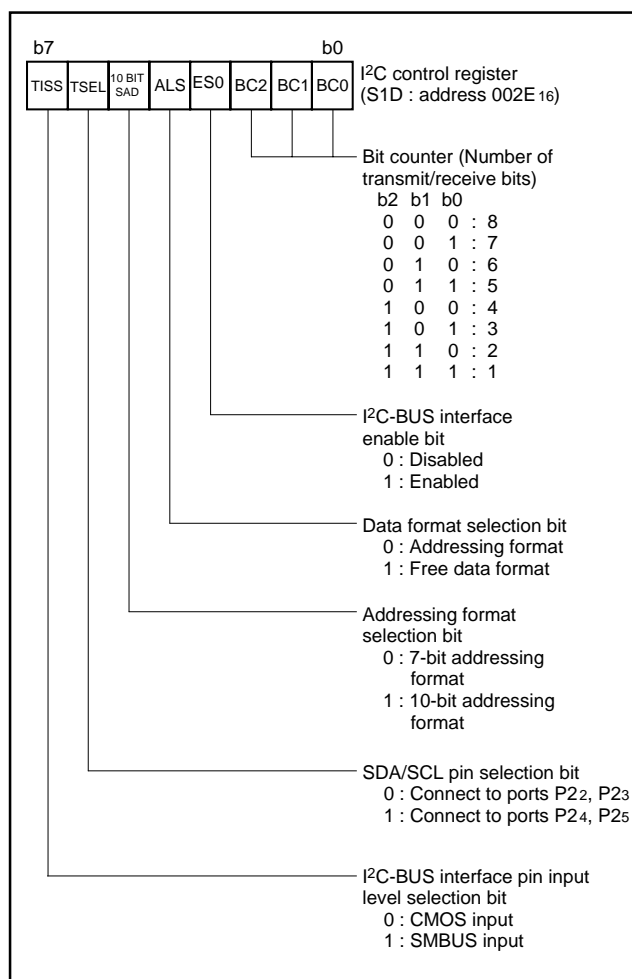 b7 b0
TISS TSEL 10 BIT SAD ALS ES0 BC2 BC1 BC0
I2C control register
(S1D : address 002E16)
Bit counter (Number of
transmit/receive bits)
b2 b1 b0
0 0 0 : 8
0 0 1 : 7
0 1 0 : 6
0 1 1 : 5
1 0 0 : 4
1 0 1 : 3
1 1 0 : 2
1 1 1 : 1
I2C-BUS interface
enable bit
0 : Disabled
1 : Enabled
Data format selection bit
0 : Addressing format
1 : Free data format
Addressing format
selection bit
0 : 7-bit addressing
format
1 : 10-bit addressing
format
SDA/SCL pin selection bit
0 : Connect to ports P22, P23
1 : Connect to ports P24, P25
I2C-BUS interface pin input
level selection bit
0 : CMOS input
1 : SMBUS input